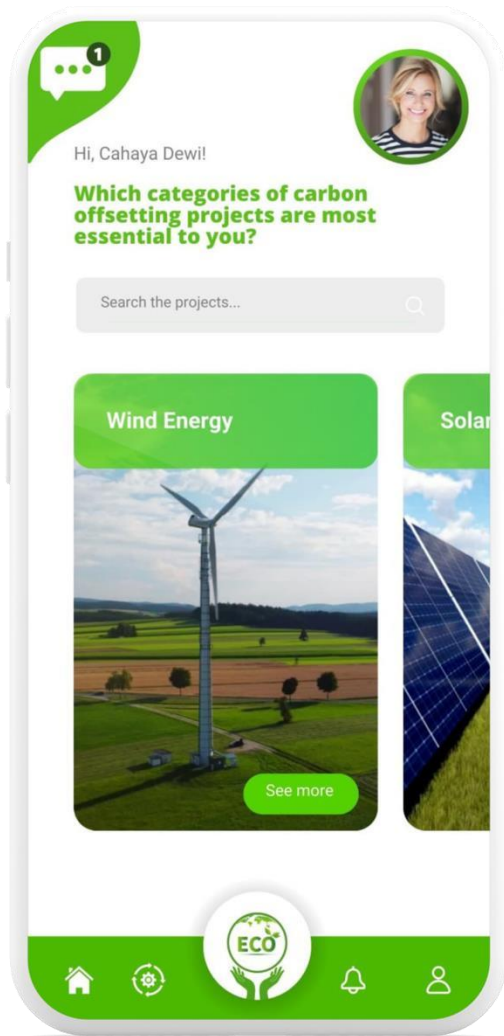 1
Hi, Cahaya Dewi!
Which categories of carbon
offsetting projects are most
essential to you?
Search the projects...
Wind Energy
Solar
See more
ECO